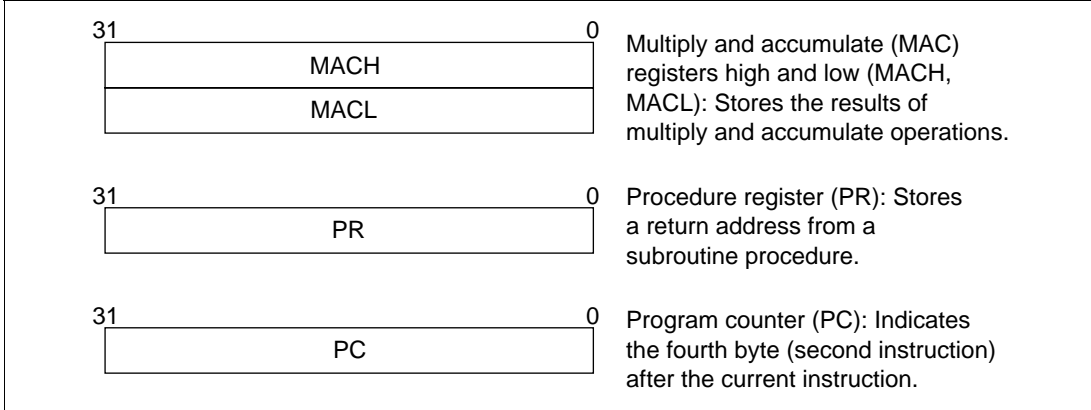 31 0
MACH
MACL
Multiply and accumulate (MAC)
registers high and low (MACH,
MACL): Stores the results of
multiply and accumulate operations.
31 0
PR
Procedure register (PR): Stores
a return address from a
subroutine procedure.
31 0
PC
Program counter (PC): Indicates
the fourth byte (second instruction)
after the current instruction.